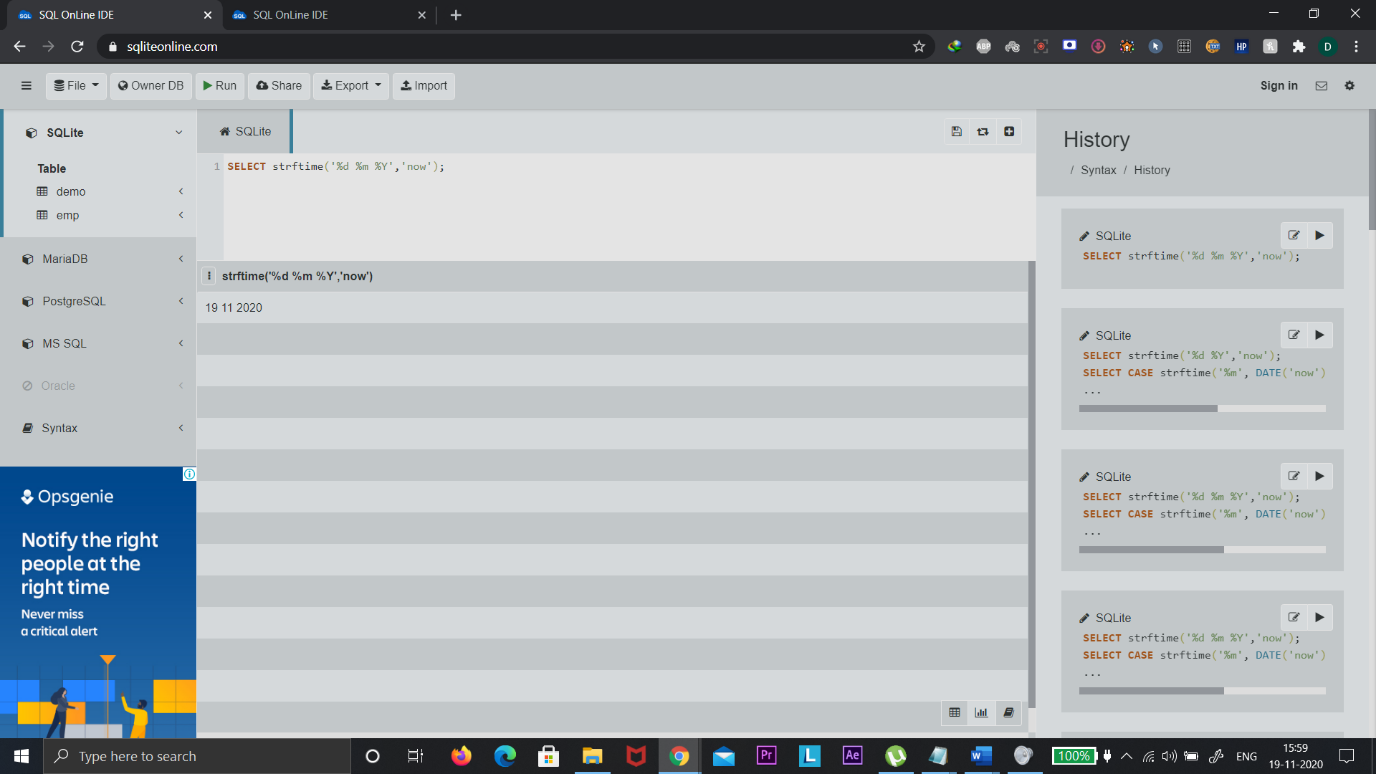 SQL OnLine IDE
SQL OnLine IDE
sqliteonline.com
ABP
HP
D
File
Owner DB
Run
Share
Export
Import
Sign in
SQLite
Table
demo
emp
MariaDB
PostgreSQL
MS SQL
Oracle
Syntax
Opsgenie
Notify the right
people at the
right time
Never miss
a critical alert
SQLite
1 SELECT strftime('%d %m %Y','now');
strftime('%d %m %Y','now')
19 11 2020
History
/ Syntax / History
SQLite
SELECT strftime('%d %m %Y','now');
SQLite
SELECT strftime('%d %Y','now');
SELECT CASE strftime('%m', DATE('now')
...
SQLite
SELECT strftime('%d %m %Y','now');
SELECT CASE strftime('%m', DATE('now')
...
SQLite
SELECT strftime('%d %m %Y','now');
SELECT CASE strftime('%m', DATE('now')
...
Type here to search
Pr
L
Ae
W
100%
ENG
15:59
19-11-2020